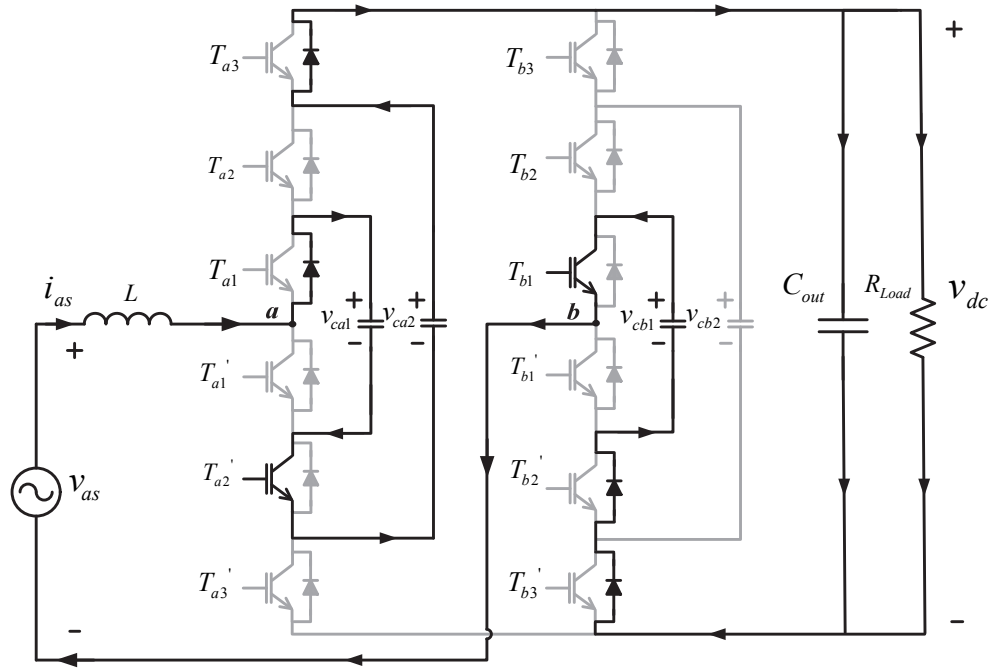 T_a3
T_b3
+
T_a2
T_b2
T_a1
T_b1
i_as
L
a
+
v_ca1
v_ca2
+
b
+
v_cb1
v_cb2
+
C_out
R_Load
v_dc
+
−
−
−
−
T_a1'
T_b1'
T_a2'
T_b2'
v_as
T_a3'
T_b3'
−
−